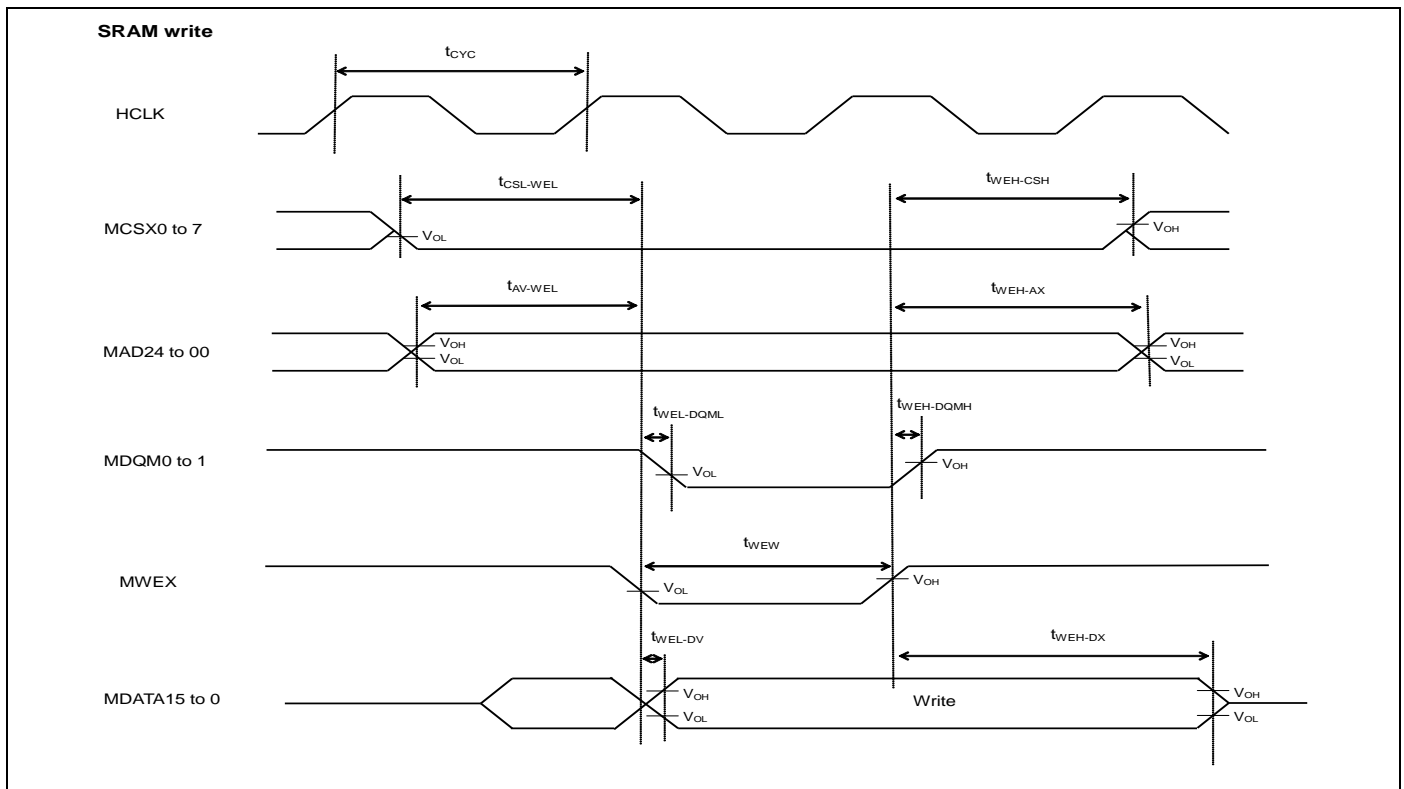 SRAM write
tCYC
HCLK
tCSL-WEL
tWEH-CSH
MCSX0 to 7
VOL
VOH
tAV-WEL
tWEH-AX
MAD24 to 00
VOH
VOL
VOH
VOL
tWEL-DQML
tWEH-DQMH
MDQM0 to 1
VOL
VOH
tWEW
MWEX
VOL
VOH
tWEL-DV
tWEH-DX
MDATA15 to 0
VOH
VOL
Write
VOH
VOL